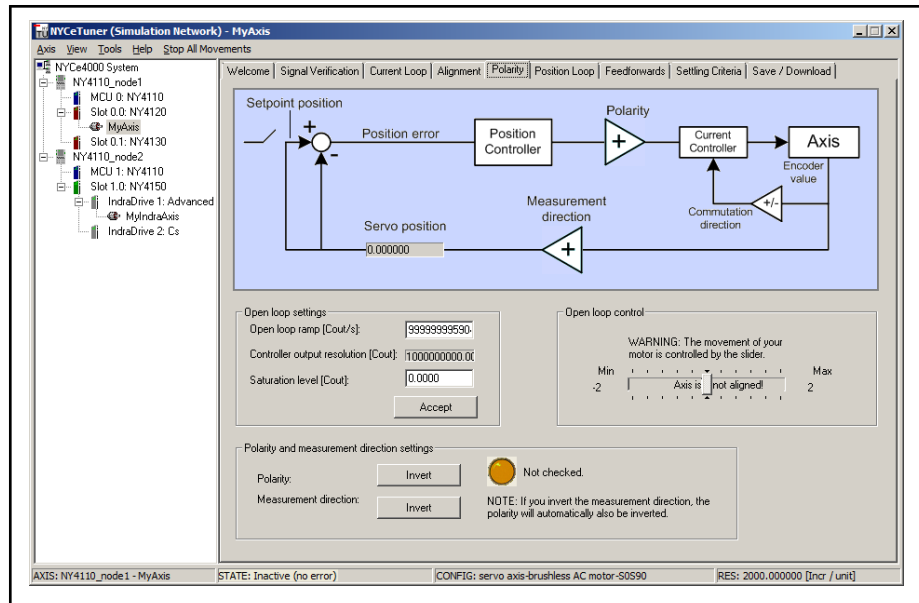 NYCeTuner (Simulation Network) - MyAxis
Axis View Tools Help Stop All Movements
NYCe4000 System
NY4110_node1
MCU 0: NY4110
Slot 0.0: NY4120
MyAxis
Slot 0.1: NY4130
NY4110_node2
MCU 1: NY4110
Slot 1.0: NY4150
IndraDrive 1: Advanced
MyIndraAxis
IndraDrive 2: Cs
Welcome Signal Verification Current Loop Alignment Polarity Position Loop Feedforwards Settling Criteria Save / Download
Setpoint position
+
-
Position error
Position
Controller
Polarity
+
Current
Controller
Axis
Encoder
value
+/-
Commutation
direction
Measurement
direction
+
Servo position
0.000000
Open loop settings
Open loop ramp [Cout/s]: 99999999590
Controller output resolution [Cout]: 1000000000.00
Saturation level [Cout]: 0.0000
Accept
Open loop control
WARNING: The movement of your
motor is controlled by the slider.
Min Max
-2 Axis is not aligned! 2
Polarity and measurement direction settings
Polarity: Invert
Not checked.
Measurement direction: Invert
NOTE: If you invert the measurement direction, the
polarity will automatically also be inverted.
AXIS: NY4110_node1 - MyAxis STATE: Inactive (no error) CONFIG: servo axis-brushless AC motor-S0S90 RES: 2000.000000 [Incr / unit]